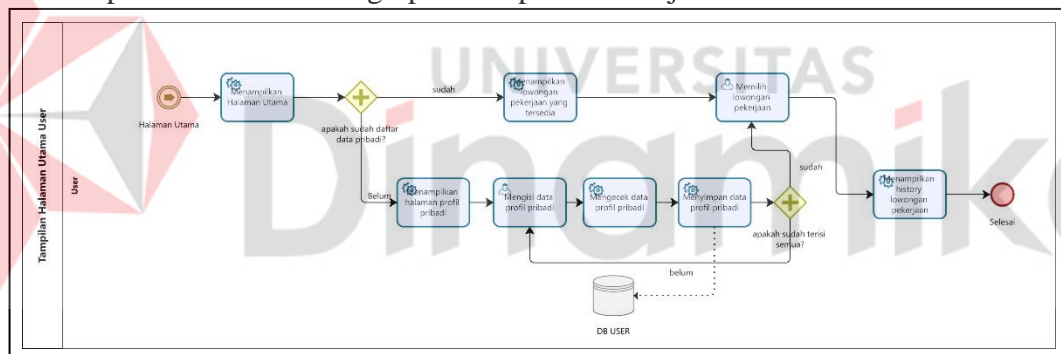 UNIVERSITAS
Dinamika
Tampilan Halaman Utama User
User
Halaman Utama
Menampilkan
Halaman Utama
apakah sudah daftar
data pribadi?
sudah
Menampilkan
lowongan
pekerjaan yang
tersedia
Memilih
lowongan
pekerjaan
Belum
Menampilkan
halaman profil
pribadi
Mengisi data
profil pribadi
Mengecek data
profil pribadi
Menyimpan data
profil pribadi
sudah
apakah sudah terisi
semua?
belum
DB USER
Menampilkan
history
lowongan
pekerjaan
Selesai